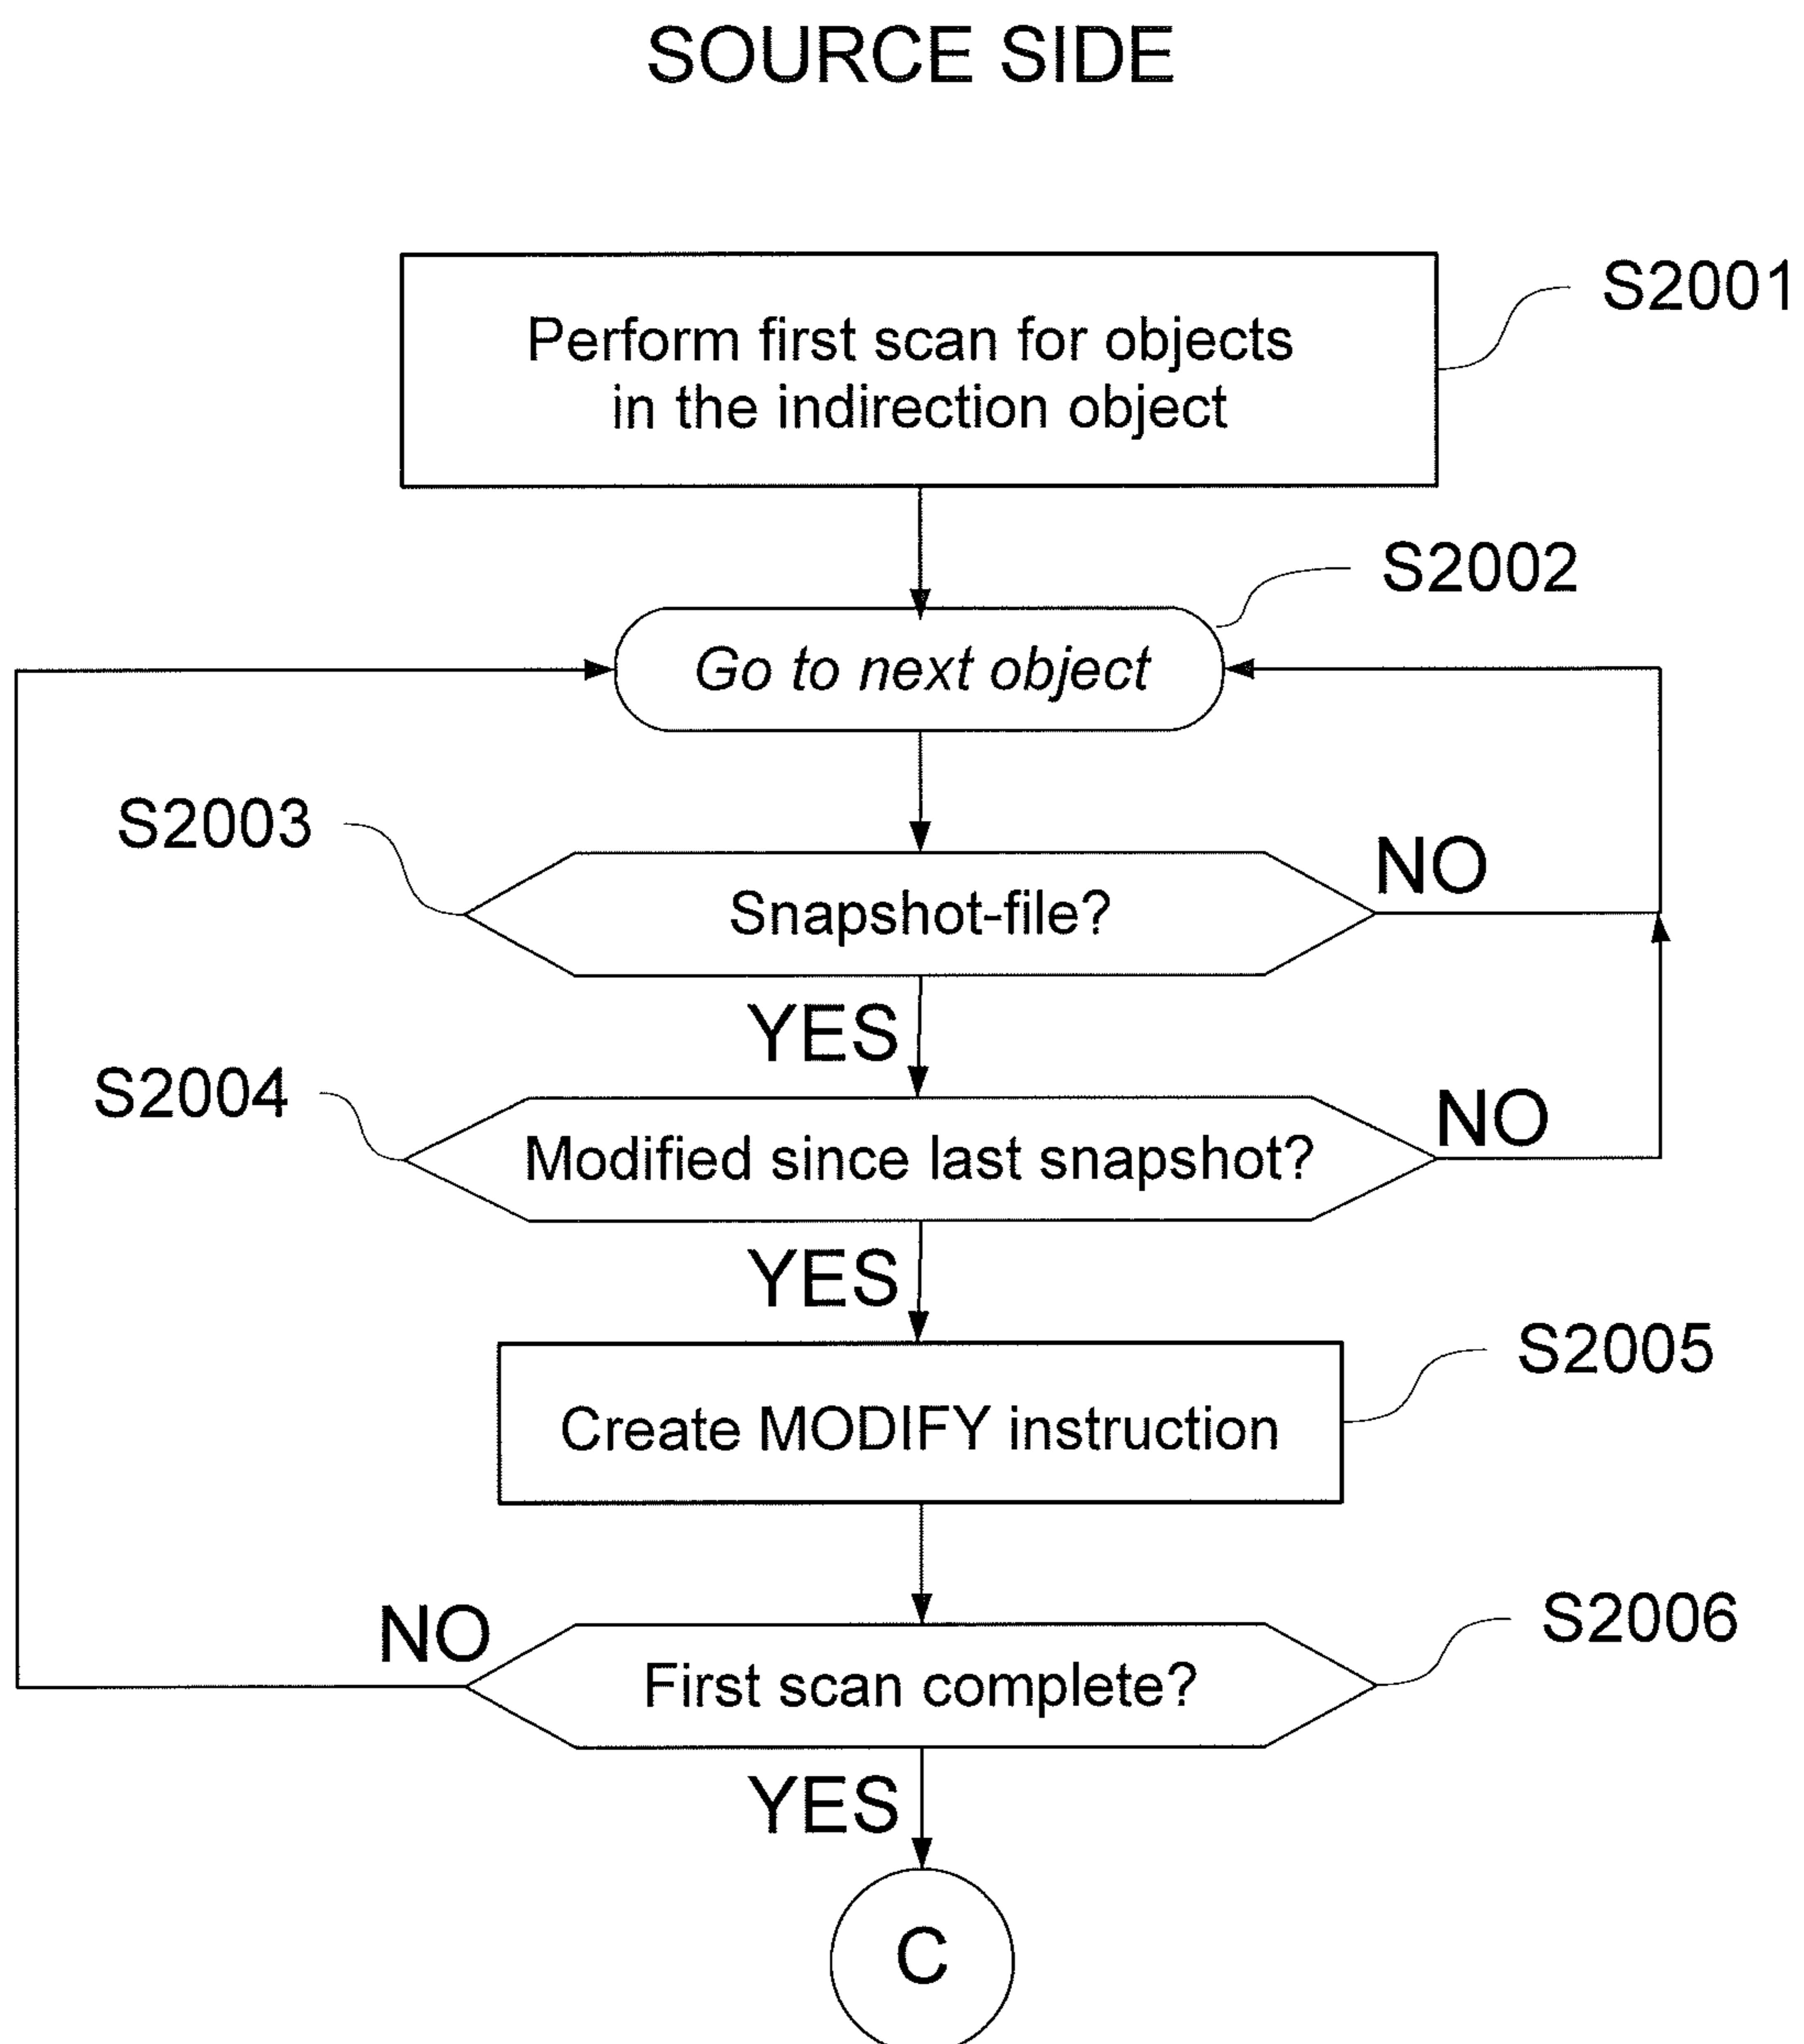 SOURCE SIDE
S2001
Perform first scan for objects
in the indirection object
S2002
Go to next object
S2003
NO
Snapshot-file?
YES
S2004
NO
Modified since last snapshot?
YES
S2005
Create MODIFY instruction
S2006
NO
First scan complete?
YES
C